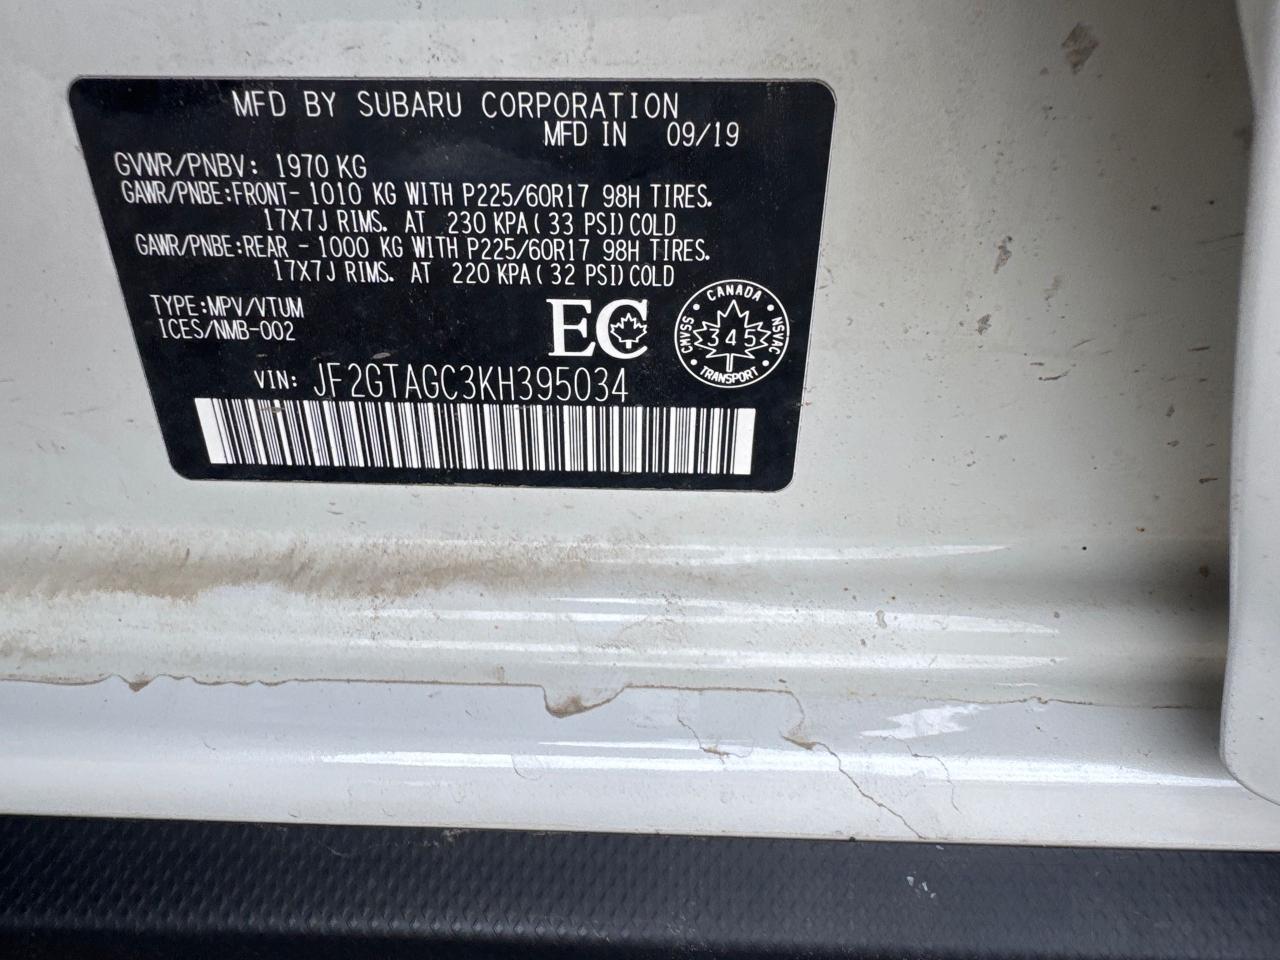 MFD BY SUBARU CORPORATION
MFD IN 09/19
GVWR/PNBV: 1970 KG
GAWR/PNBE:FRONT- 1010 KG WITH P225/60R17 98H TIRES.
17X7J RIMS. AT 230 KPA( 33 PSI)COLD
GAWR/PNBE:REAR - 1000 KG WITH P225/60R17 98H TIRES.
17X7J RIMS. AT 220 KPA( 32 PSI)COLD
TYPE:MPV/VTUM
ICES/NMB-002
EC
CANADA
CMVSS
345
NSVAC
TRANSPORT
VIN: JF2GTAGC3KH395034